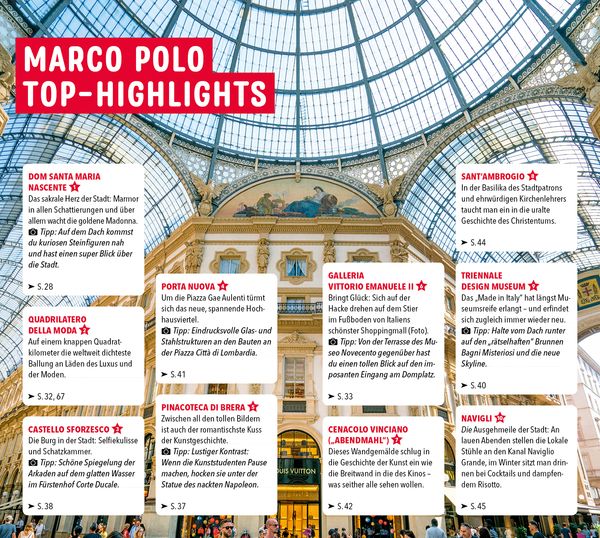 MARCO POLO
TOP-HIGHLIGHTS
DOM SANTA MARIA
NASCENTE
Das sakrale Herz der Stadt: Marmor
in allen Schattierungen und über
allem wacht die goldene Madonna.
Tipp: Auf dem Dach kommst
du kuriosen Steinfiguren nah
und hast einen super Blick über
die Stadt.
➤ S.28
QUADRILATERO
DELLA MODA
Auf einem knappen Quadrat-
kilometer die weltweit dichteste
Ballung an Läden des Luxus und
der Moden.
➤ S.32, 67
CASTELLO SFORZESCO
Die Burg in der Stadt: Selfiekulisse
und Schatzkammer.
Tipp: Schöne Spiegelung der
Arkaden auf dem glatten Wasser
im Fürstenhof Corte Ducale.
➤ S.38
PORTA NUOVA
Um die Piazza Gae Aulenti türmt
sich das neue, spannende Hoch-
hausviertel.
Tipp: Eindrucksvolle Glas- und
Stahlstrukturen an den Bauten an
der Piazza Città di Lombardia.
➤ S.41
PINACOTECA DI BRERA
Zwischen all den tollen Bildern
ist auch der romantischste Kuss
der Kunstgeschichte.
Tipp: Lustiger Kontrast:
Wenn die Kunststudenten Pause
machen, hocken sie unter der
Statue des nackten Napoleon.
➤ S.37
GALLERIA
VITTORIO EMANUELE II
Bringt Glück: Sich auf der
Hacke drehen auf dem Stier
im Fußboden von Italiens
schönster Shoppingmall (Foto).
Tipp: Von der Terrasse des Mu-
seo Novecento gegenüber hast
du einen tollen Blick auf den im-
posanten Eingang am Domplatz.
➤ S.33
CENACOLO VINCIANO
(„ABENDMAHL“)
Dieses Wandgemälde schlug in
die Geschichte der Kunst ein wie
die Breitwand in die des Kinos –
was seither alle sehen wollen.
➤ S.42
SANT'AMBROGIO
In der Basilika des Stadtpatrons
und ehrwürdigen Kirchenlehrers
taucht man ein in die uralte
Geschichte des Christentums.
➤ S.44
TRIENNALE
DESIGN MUSEUM
Das „Made in Italy“ hat längst Mu-
seumsreife erlangt – und erfindet
sich zugleich immer wieder neu.
Tipp: Halte vom Dach runter
auf den „rätselhaften“ Brunnen
Bagni Misteriosi und die neue
Skyline.
➤ S.40
NAVIGLI
Die Ausgehmeile der Stadt: An
lauen Abenden stellen die Lokale
Stühle an den Kanal Naviglio
Grande, im Winter sitzt man drin-
nen bei Cocktails und dampfen-
dem Risotto.
➤ S.45
LOUIS VUITTON